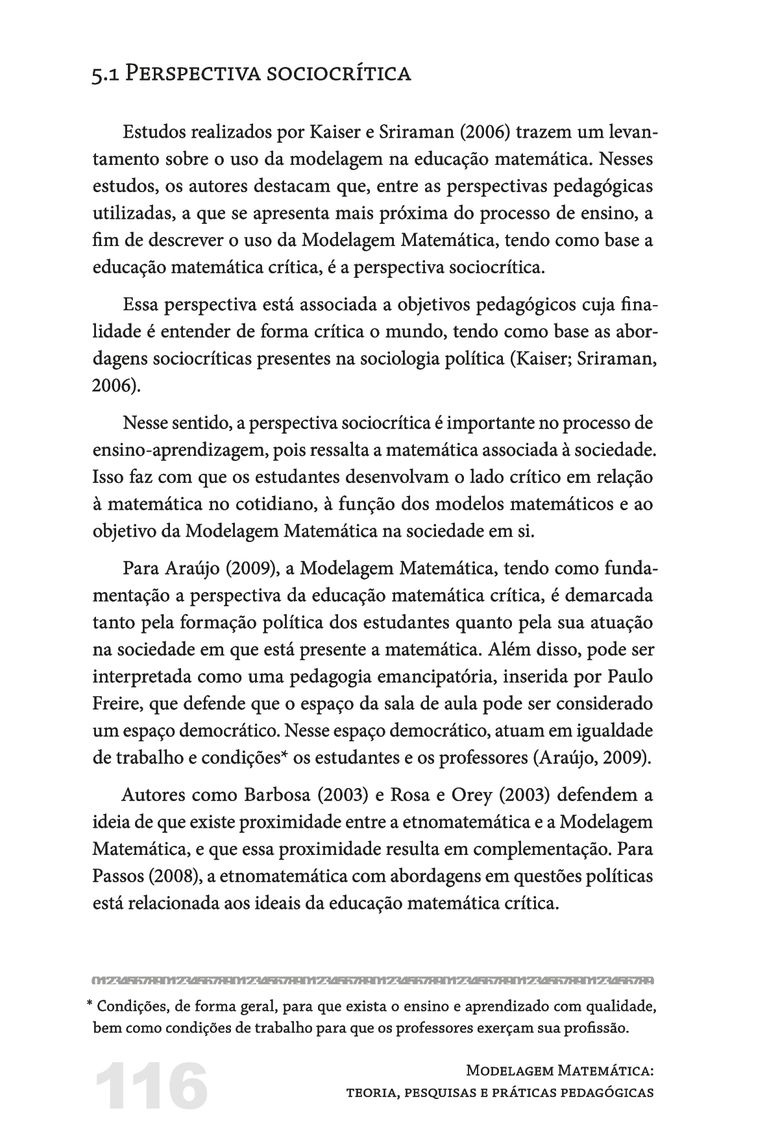 5.1 Perspectiva sociocrítica
Estudos realizados por Kaiser e Sriraman (2006) trazem um levan-
tamento sobre o uso da modelagem na educação matemática. Nesses
estudos, os autores destacam que, entre as perspectivas pedagógicas
utilizadas, a que se apresenta mais próxima do processo de ensino, a
fim de descrever o uso da Modelagem Matemática, tendo como base a
educação matemática crítica, é a perspectiva sociocrítica.
Essa perspectiva está associada a objetivos pedagógicos cuja fina-
lidade é entender de forma crítica o mundo, tendo como base as abor-
dagens sociocríticas presentes na sociologia política (Kaiser; Sriraman,
2006).
Nesse sentido, a perspectiva sociocrítica é importante no processo de
ensino-aprendizagem, pois ressalta a matemática associada à sociedade.
Isso faz com que os estudantes desenvolvam o lado crítico em relação
à matemática no cotidiano, à função dos modelos matemáticos e ao
objetivo da Modelagem Matemática na sociedade em si.
Para Araújo (2009), a Modelagem Matemática, tendo como funda-
mentação a perspectiva da educação matemática crítica, é demarcada
tanto pela formação política dos estudantes quanto pela sua atuação
na sociedade em que está presente a matemática. Além disso, pode ser
interpretada como uma pedagogia emancipatória, inserida por Paulo
Freire, que defende que o espaço da sala de aula pode ser considerado
um espaço democrático. Nesse espaço democrático, atuam em igualdade
de trabalho e condições* os estudantes e os professores (Araújo, 2009).
Autores como Barbosa (2003) e Rosa e Orey (2003) defendem a
ideia de que existe proximidade entre a etnomatemática e a Modelagem
Matemática, e que essa proximidade resulta em complementação. Para
Passos (2008), a etnomatemática com abordagens em questões políticas
está relacionada aos ideais da educação matemática crítica.
01234567890123456789012345678901234567890123456789012345678901234567890123456789
* Condições, de forma geral, para que exista o ensino e aprendizado com qualidade,
bem como condições de trabalho para que os professores exerçam sua profissão.
116
Modelagem Matemática:
teoria, pesquisas e práticas pedagógicas